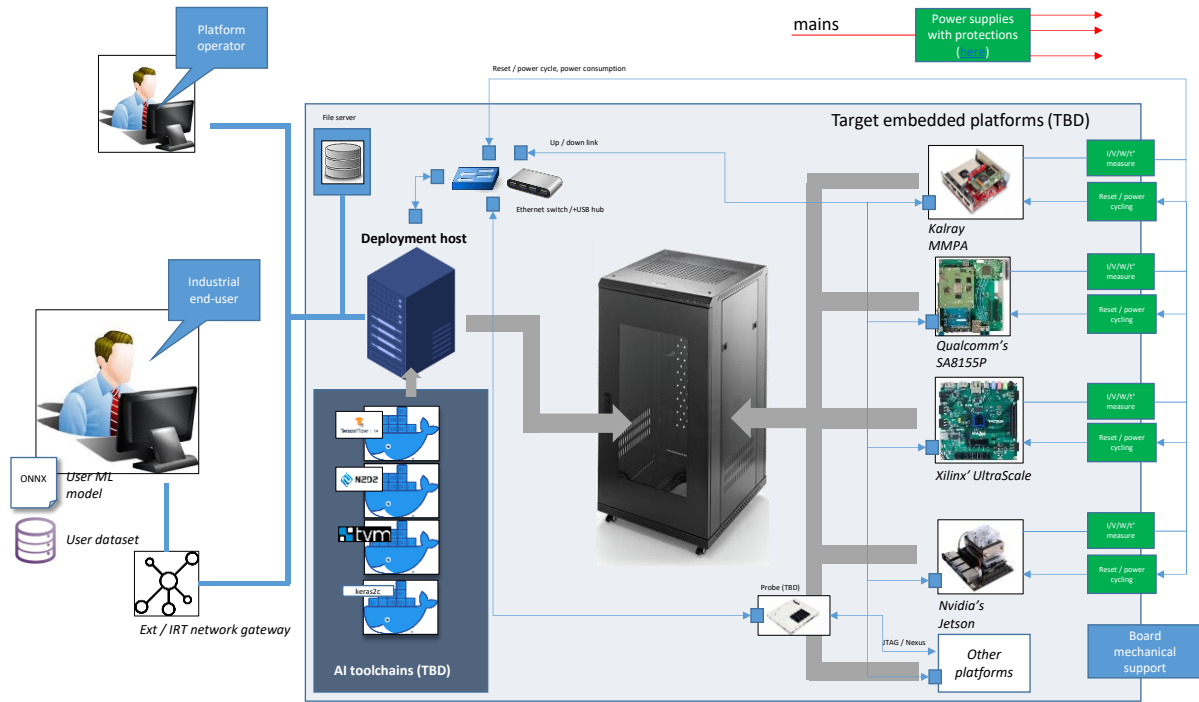 Platform
operator
mains
Power supplies
with protections
(here)
Reset / power cycle, power consumption
File server
Target embedded platforms (TBD)
Up / down link
I/V/W/t°
measure
Reset / power
cycling
Ethernet switch /+USB hub
Kalray
MMPA
Deployment host
Industrial
end-user
I/V/W/t°
measure
Reset / power
cycling
Qualcomm's
SA8155P
I/V/W/t°
measure
Reset / power
cycling
TensorFlow
ONNX
User ML
model
N2D2
Xilinx' UltraScale
User dataset
tvm
I/V/W/t°
measure
Reset / power
cycling
Probe (TBD)
keras2c
Nvidia's
Jetson
Ext / IRT network gateway
JTAG / Nexus
Other
platforms
Board
mechanical
support
AI toolchains (TBD)